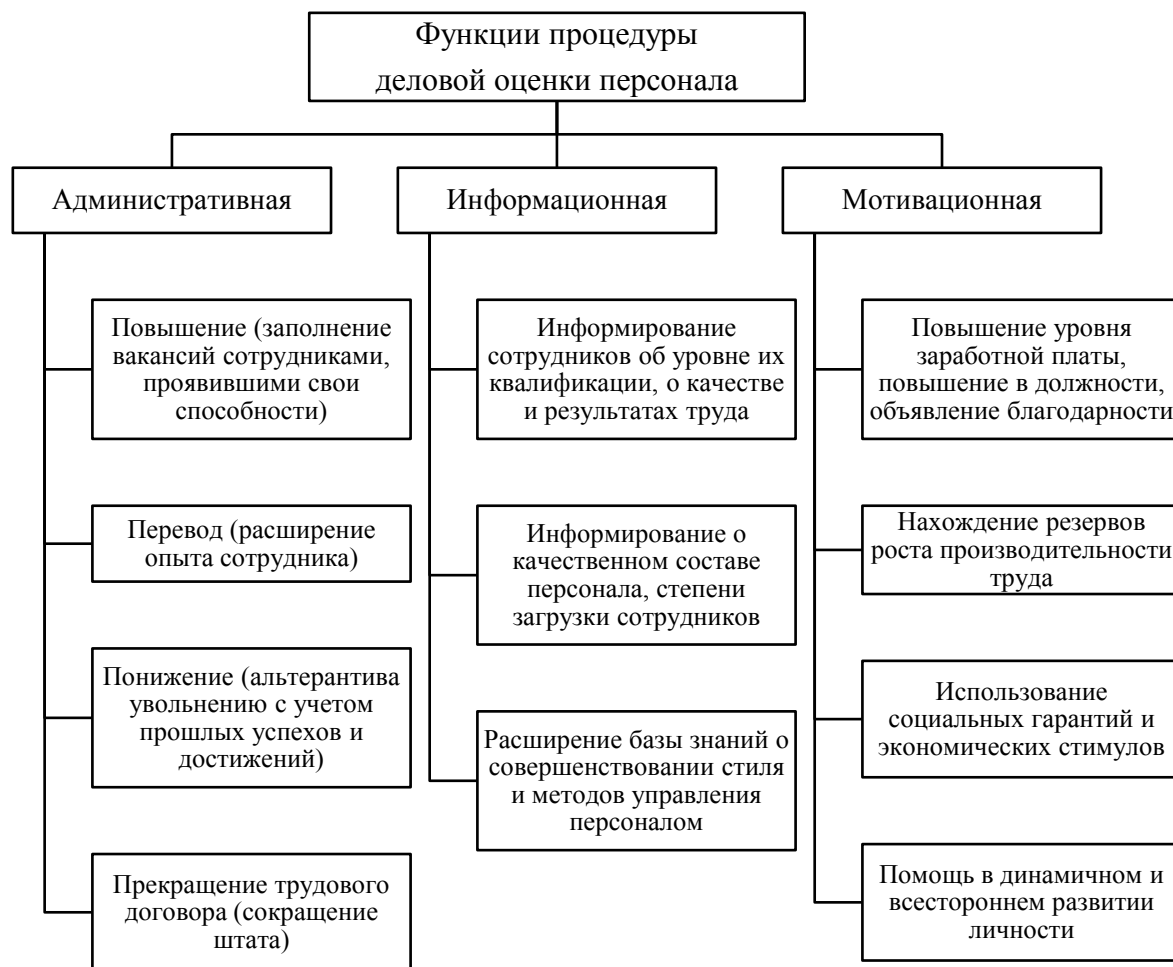 Функции процедуры
деловой оценки персонала
Административная
Повышение (заполнение
вакансий сотрудниками,
проявившими свои
способности)
Перевод (расширение
опыта сотрудника)
Понижение (альтерантива
увольнению с учетом
прошлых успехов и
достижений)
Прекращение трудового
договора (сокращение
штата)
Информационная
Информирование
сотрудников об уровне их
квалификации, о качестве
и результатах труда
Информирование о
качественном составе
персонала, степени
загрузки сотрудников
Расширение базы знаний о
совершенствовании стиля
и методов управления
персоналом
Мотивационная
Повышение уровня
заработной платы,
повышение в должности,
объявление благодарности
Нахождение резервов
роста производительности
труда
Использование
социальных гарантий и
экономических стимулов
Помощь в динамичном и
всестороннем развитии
личности